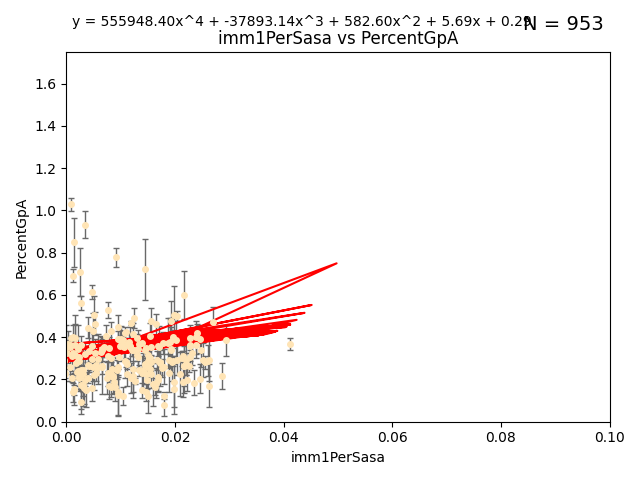 y = 555948.40x^4 + -37893.14x^3 + 582.60x^2 + 5.69x + 0.29
N = 953
imm1PerSasa vs PercentGpA
1.6
1.4
1.2
1.0
0.8
0.6
0.4
0.2
0.0
PercentGpA
0.00 0.02 0.04 0.06 0.08 0.10
imm1PerSasa